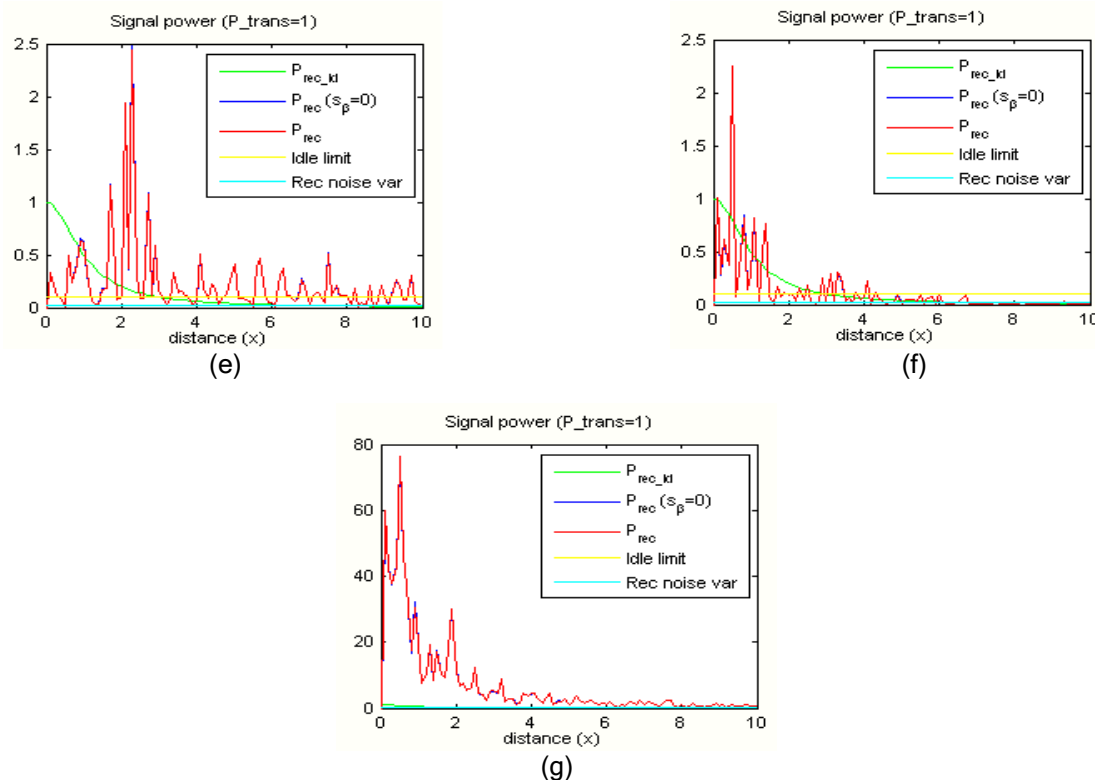 Signal power (P_trans=1)
2.5
2
1.5
1
0.5
0
0
2
4
6
8
10
P_rec_id
P_rec (s_β=0)
P_rec
Idle limit
Rec noise var
distance (x)
(e)
Signal power (P_trans=1)
2.5
2
1.5
1
0.5
0
0
2
4
6
8
10
P_rec_id
P_rec (s_β=0)
P_rec
Idle limit
Rec noise var
distance (x)
(f)
Signal power (P_trans=1)
80
60
40
20
0
0
2
4
6
8
10
P_rec_id
P_rec (s_β=0)
P_rec
Idle limit
Rec noise var
distance (x)
(g)